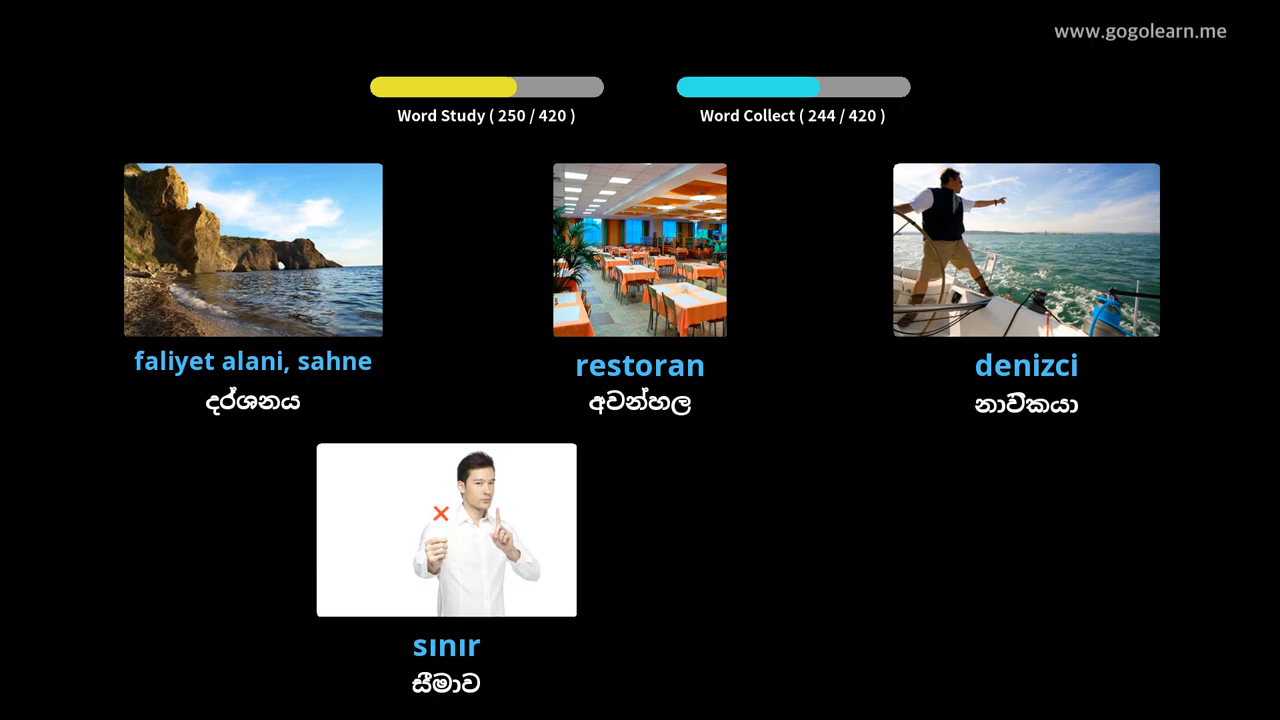 www.gogolearn.me
Word Study ( 250 / 420 )
Word Collect ( 244 / 420 )
faliyet alani, sahne
දර්ශනය
restoran
අවන්හල
denizci
නාවිකයා
sınır
සීමාව